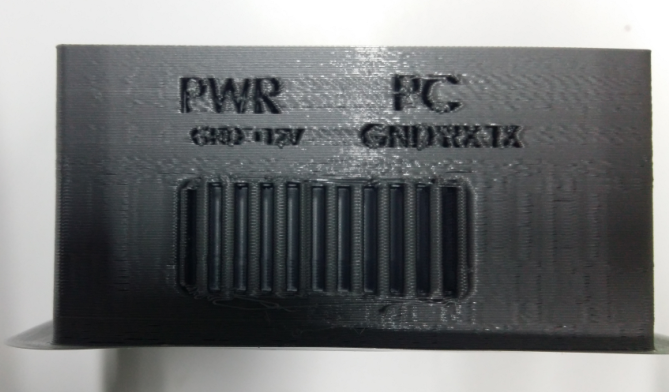 PWR PC
GND +12V GND RX TX